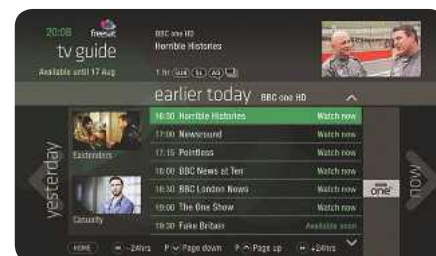 20:08 freesat
tv guide
Available until 17 Aug
BBC one HD
Horrible Histories
1 hr SUB SL AD
earlier today BBC one HD
yesterday
Eastenders
Casualty
16:30 Horrible Histories Watch now
17:00 Newsround Watch now
17:15 Pointless Watch now
18:00 BBC News at Ten Watch now
18:30 BBC London News Watch now
19:00 The One Show Watch now
19:30 Fake Britain Available soon
one
now
HOME -24hrs P Page down P Page up +24hrs